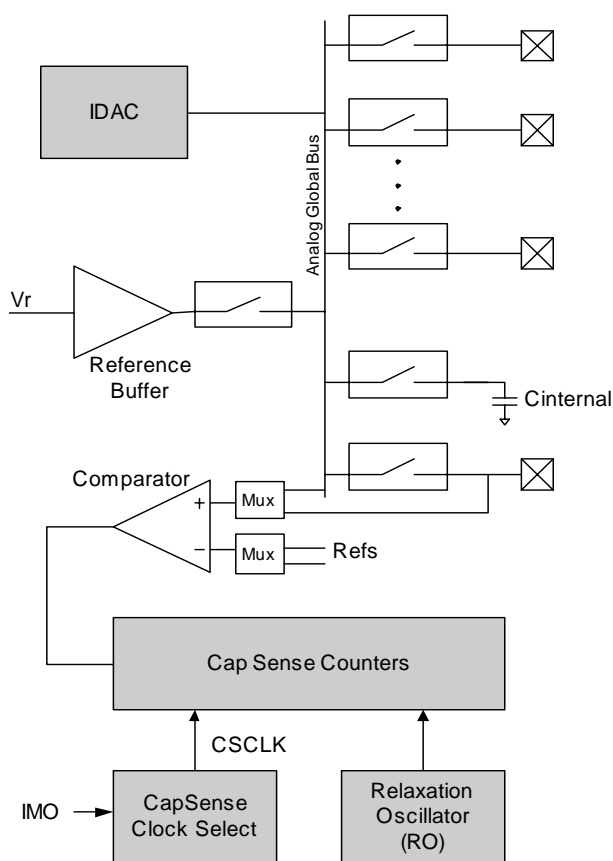 IDAC
Analog Global Bus
Vr
Reference
Buffer
Cinternal
Comparator
+
Mux
−
Mux
Refs
Cap Sense Counters
CSCLK
IMO
CapSense
Clock Select
Relaxation
Oscillator
(RO)